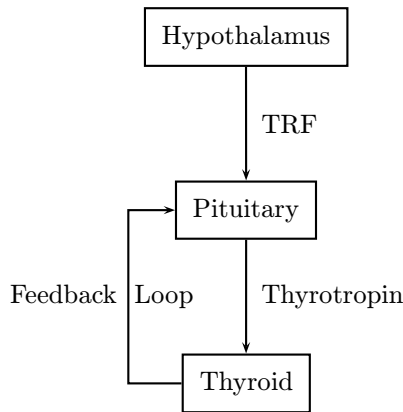 Hypothalamus
TRF
Pituitary
Feedback Loop
Thyrotropin
Thyroid